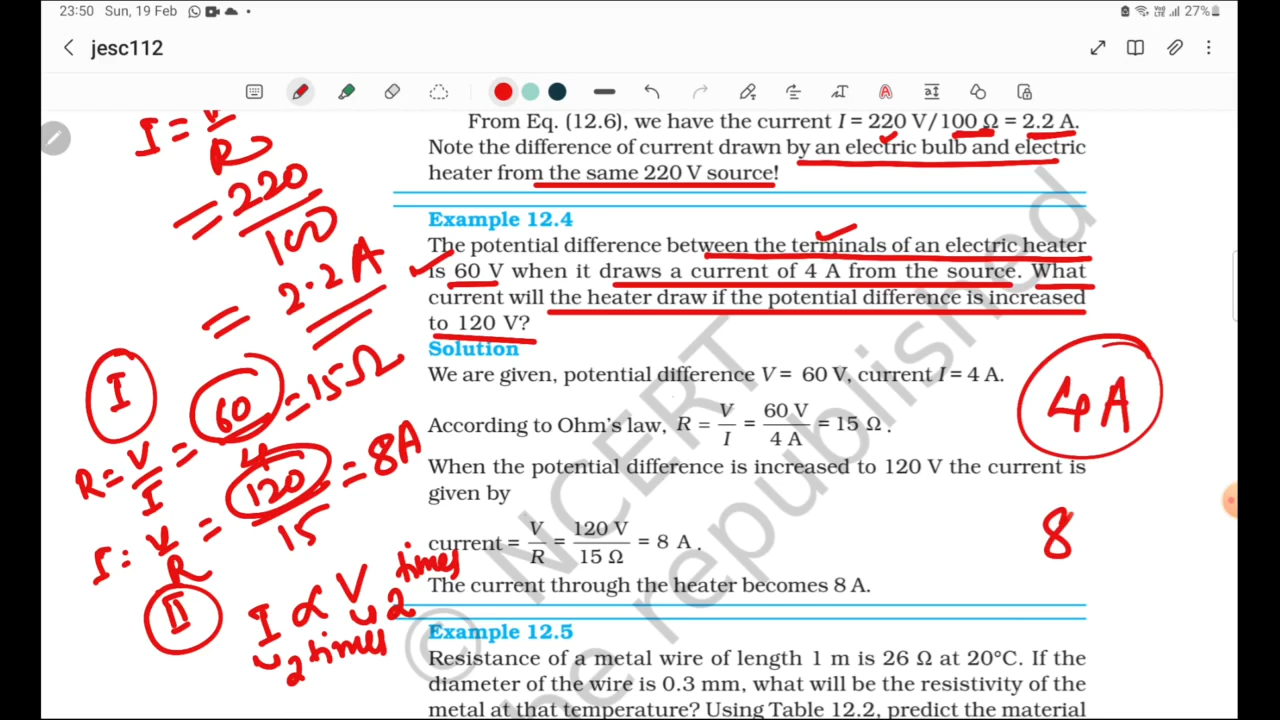 23:50 Sun, 19 Feb
27%
jesc112
From Eq. (12.6), we have the current I = 220 V/100 Ω = 2.2 A.
Note the difference of current drawn by an electric bulb and electric
heater from the same 220 V source!
Example 12.4
The potential difference between the terminals of an electric heater
is 60 V when it draws a current of 4 A from the source. What
current will the heater draw if the potential difference is increased
to 120 V?
Solution
We are given, potential difference V = 60 V, current I = 4 A.
According to Ohm's law, R = V/I = 60 V/4 A = 15 Ω.
When the potential difference is increased to 120 V the current is
given by
current = V/R = 120 V/15 Ω = 8 A.
The current through the heater becomes 8 A.
Example 12.5
Resistance of a metal wire of length 1 m is 26 Ω at 20°C. If the
diameter of the wire is 0.3 mm, what will be the resistivity of the
metal at that temperature? Using Table 12.2, predict the material
© NCERT
be republished
I = V/R
= 220/100
= 2.2 A
I
R = V/I = 60/4 = 15 Ω
I = V/R = 120/15 = 8A
II
I ∝ V
2 times
2 times
4A
8